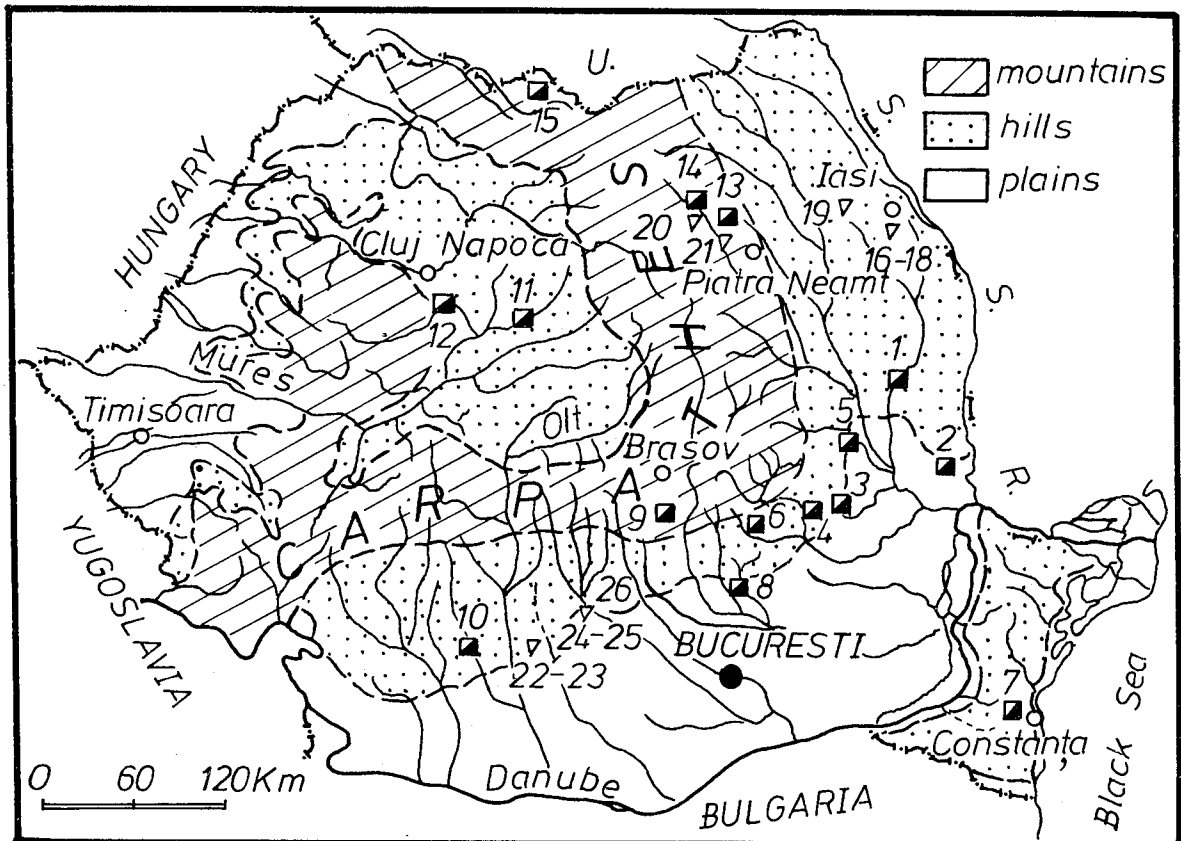 U.
S.
S.
R.
mountains
hills
plains
HUNGARY
15
14
13
Iasi
19
20
21
16-18
Piatra Neamt
Cluj Napoca
11
12
Mures
Timisoara
Olt
Brasov
CARPATHIANS
1
5
2
3
4
6
9
8
26
24-25
10
22-23
BUCURESTI
7
Constanța
YUGOSLAVIA
Danube
BULGARIA
Black Sea
0 60 120Km